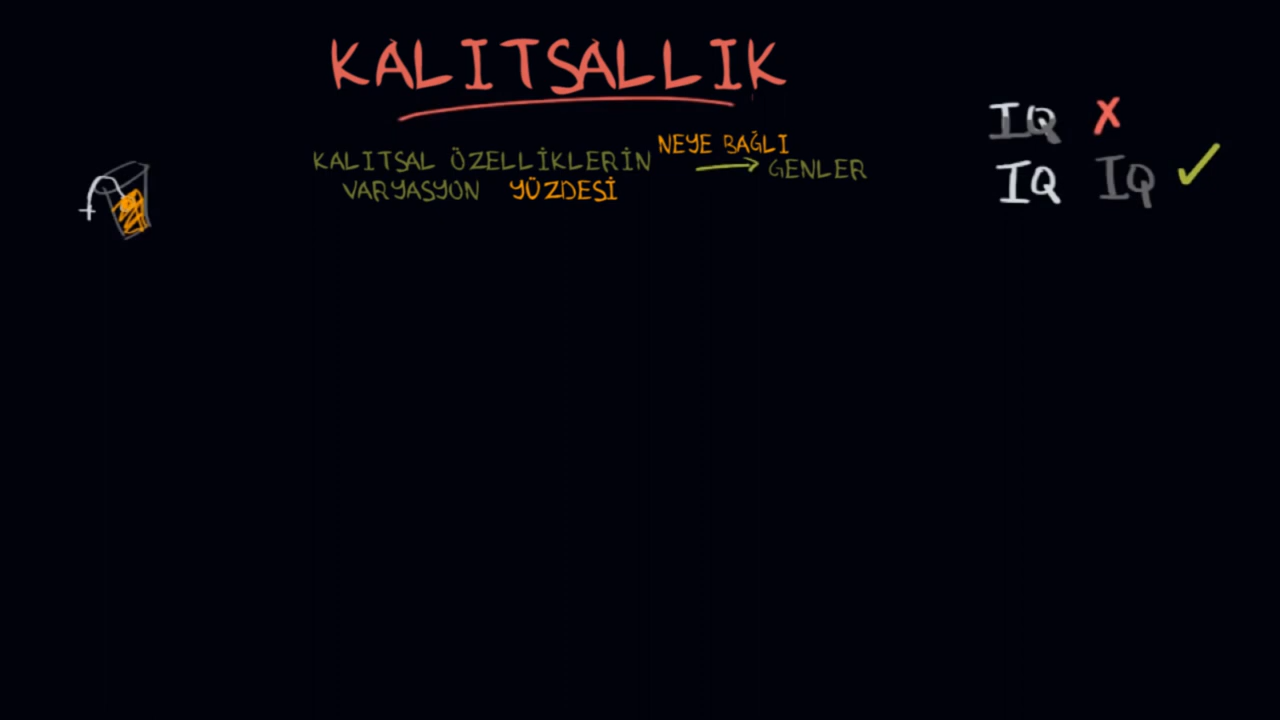 KALITSALLIK
KALITSAL ÖZELLİKLERİN NEYE BAĞLI GENLER
VARYASYON YÜZDESİ
IQ X
IQ IQ ✓